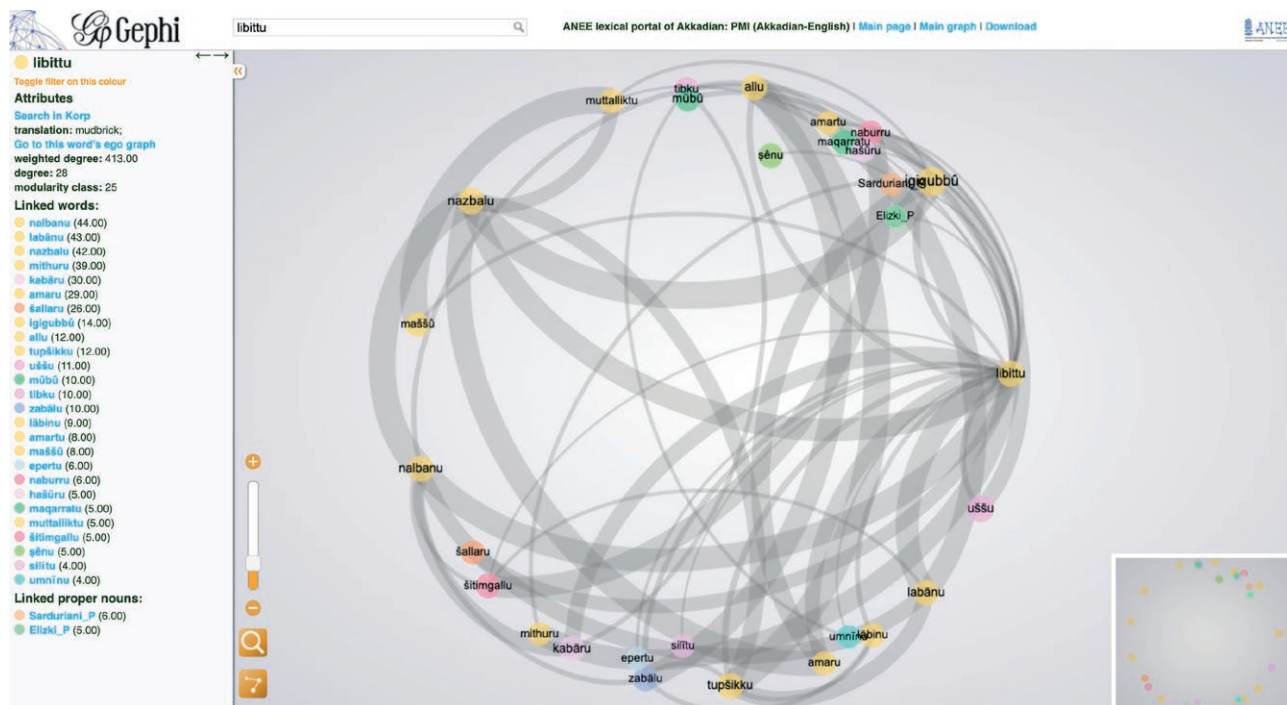 Gephi
libittu
ANEE lexical portal of Akkadian: PMI (Akkadian-English) | Main page | Main graph | Download
ANEE
libittu
Toggle filter on this colour
Attributes
Search in Korp
translation: mudbrick;
Go to this word's ego graph
weighted degree: 413.00
degree: 28
modularity class: 25
Linked words:
nalbanu (44.00)
labānu (43.00)
nazbalu (42.00)
mithuru (39.00)
kabāru (30.00)
amaru (29.00)
šallaru (26.00)
igigubbû (14.00)
allu (12.00)
tupšikku (12.00)
uššu (11.00)
mūbû (10.00)
tibku (10.00)
zabālu (10.00)
lābinu (9.00)
amartu (8.00)
maššû (8.00)
epertu (6.00)
naburru (6.00)
hašūru (5.00)
maqarratu (5.00)
muttalliktu (5.00)
šitimgallu (5.00)
ṣēnu (5.00)
silītu (4.00)
umnīnu (4.00)
Linked proper nouns:
Sarduriani_P (6.00)
Elizki_P (5.00)
muttalliktu
tibku
mūbû
allu
amartu
naburru
maqarratu
hašūru
ṣēnu
igigubbû
Elizki_P
nazbalu
maššû
libittu
nalbanu
uššu
šallaru
šitimgallu
labānu
mithuru
kabāru
silītu
lābinu
epertu
amaru
zabālu
tupšikku